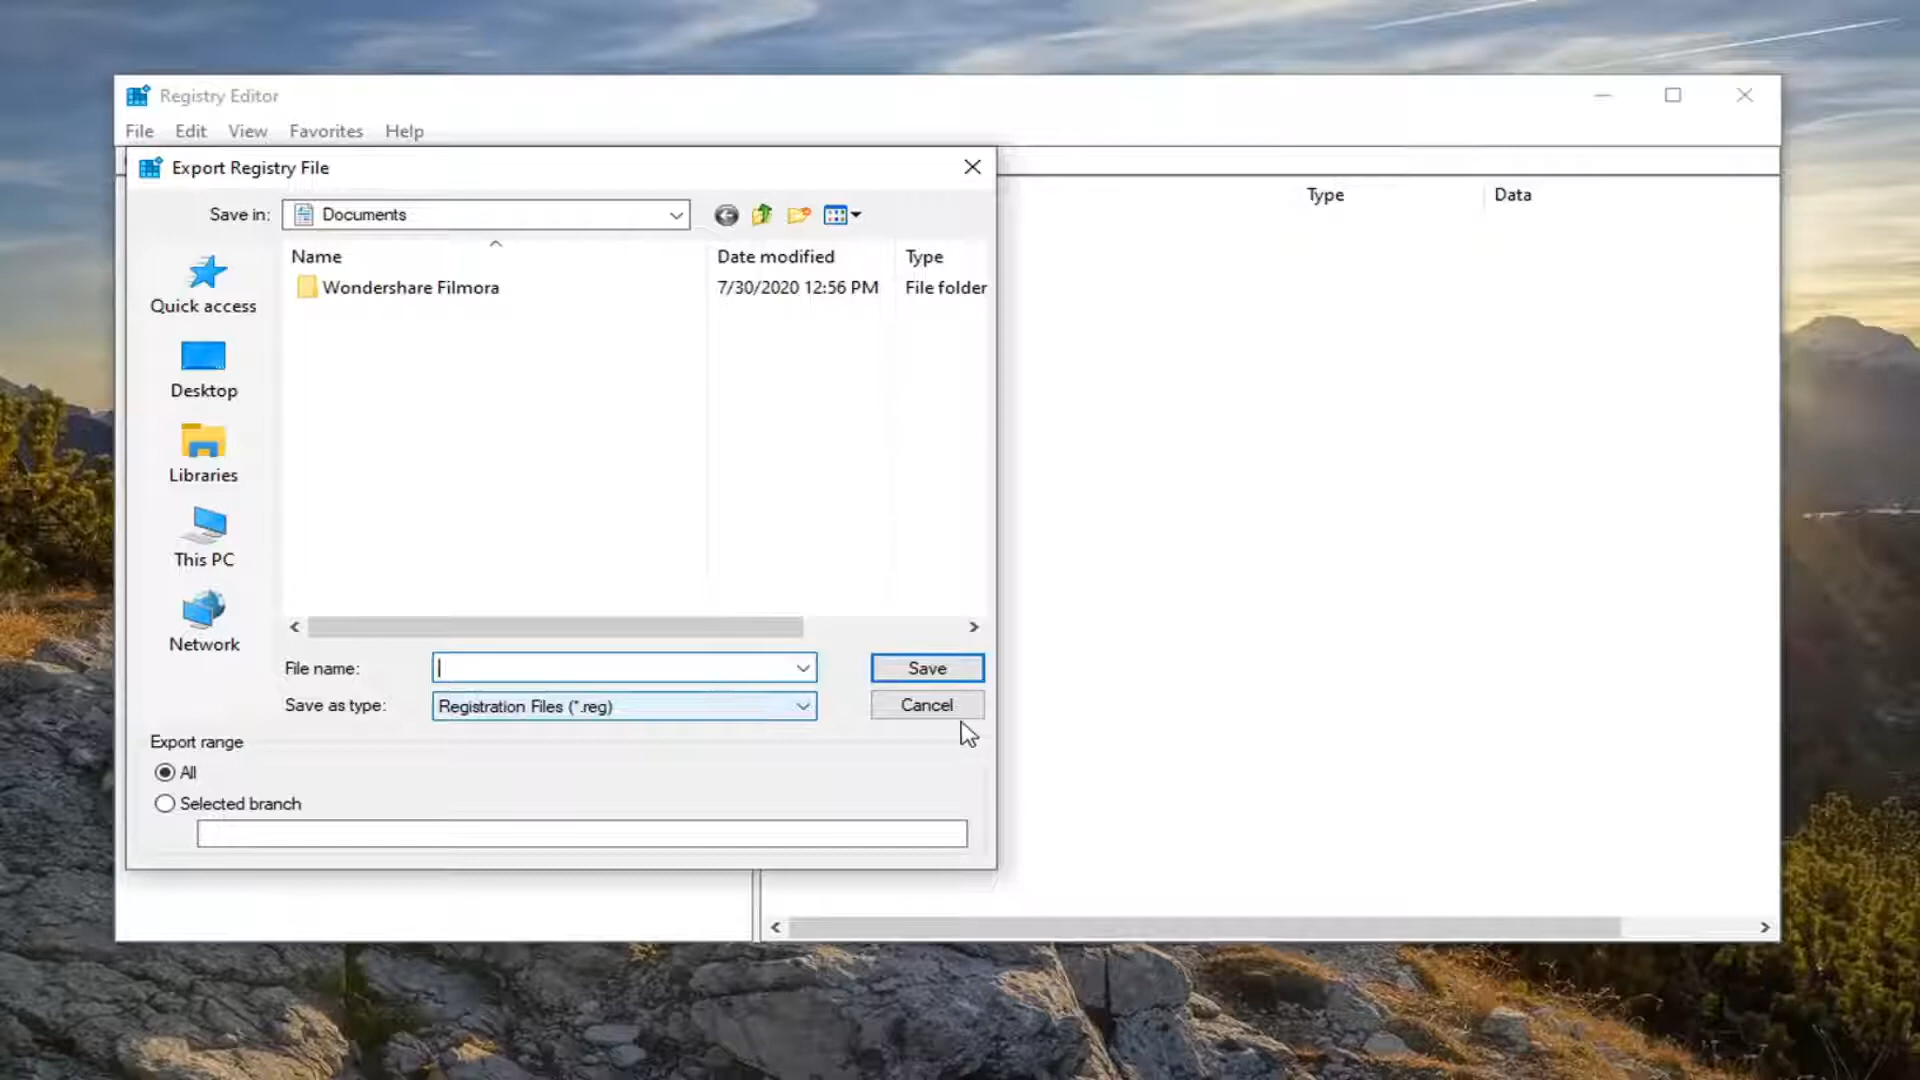 Registry Editor
File Edit View Favorites Help
Export Registry File
Type Data
Save in: Documents
Name Date modified Type
Wondershare Filmora 7/30/2020 12:56 PM File folder
Quick access
Desktop
Libraries
This PC
Network
File name: Save
Save as type: Registration Files (*.reg) Cancel
Export range
All
Selected branch